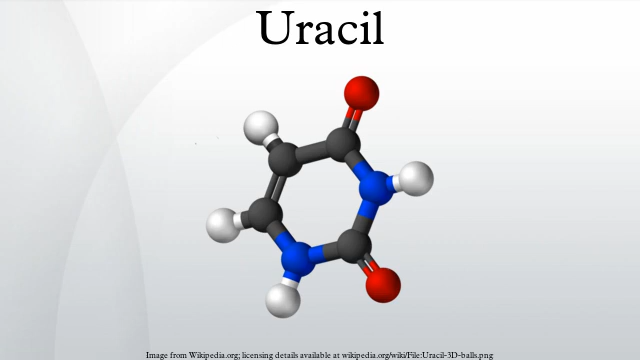 Uracil
Image from Wikipedia.org; licensing details available at wikipedia.org/wiki/File:Uracil-3D-balls.png